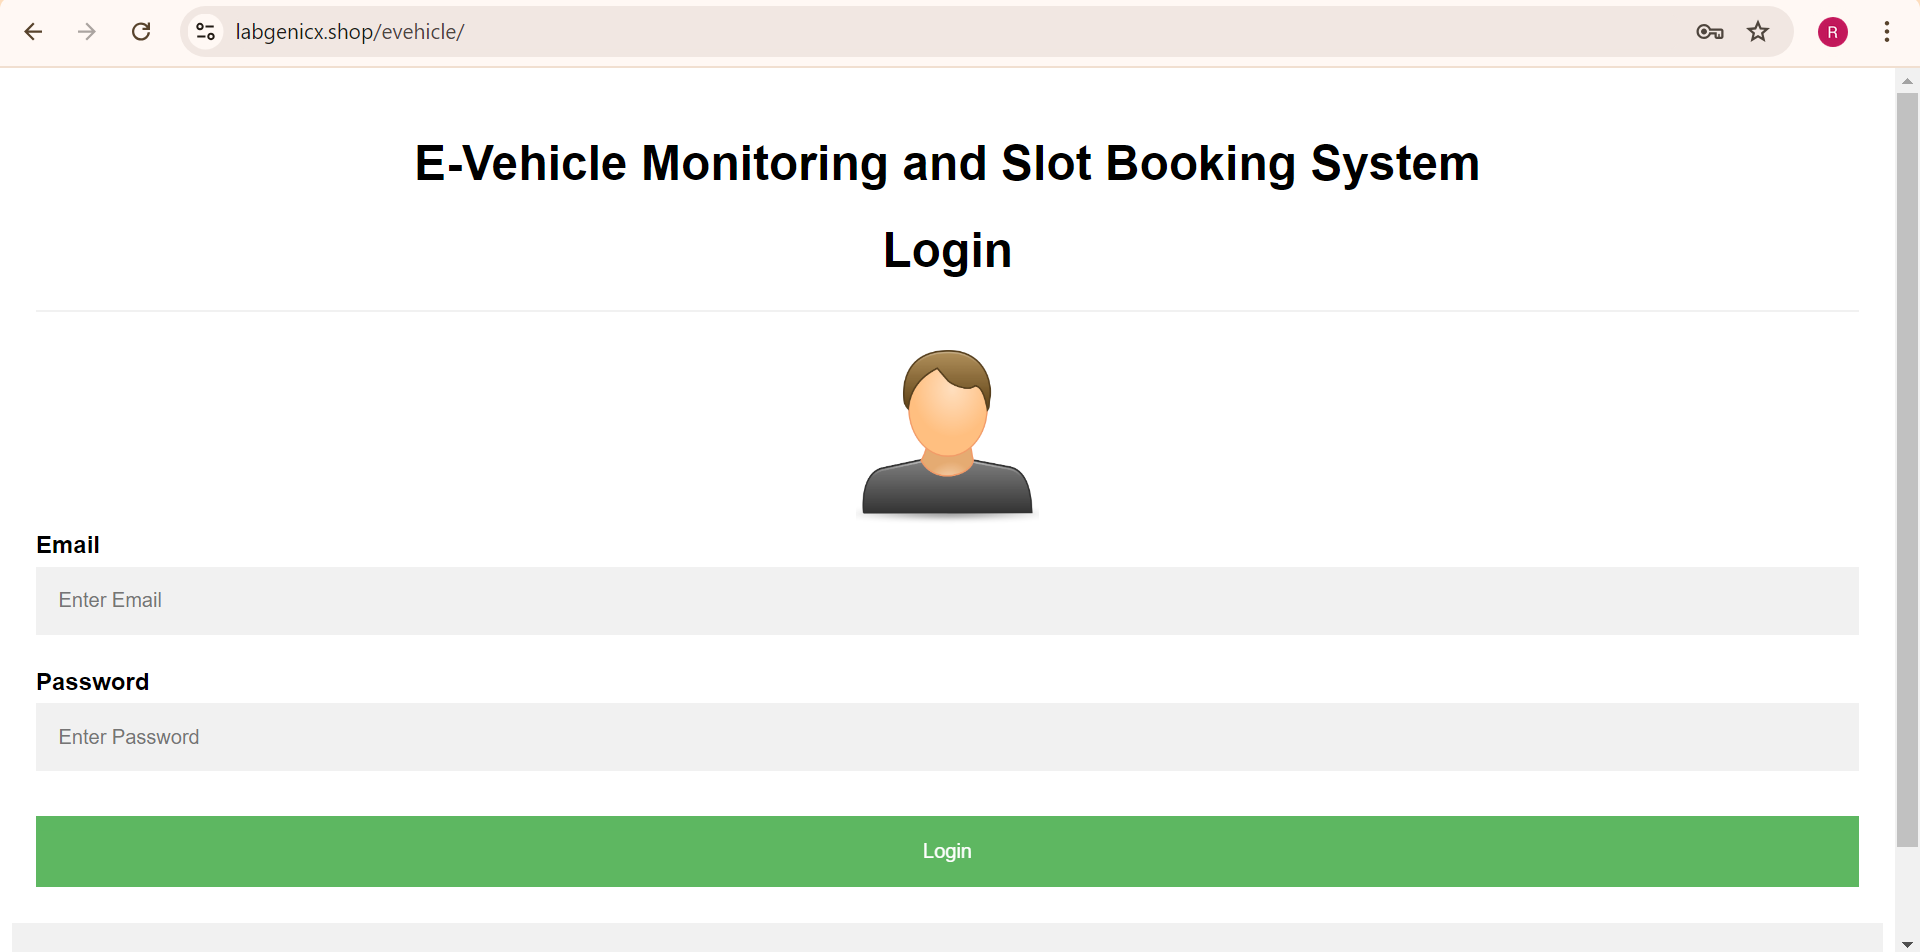 labgenicx.shop/evehicle/
R
E-Vehicle Monitoring and Slot Booking System
Login
Email
Enter Email
Password
Enter Password
Login